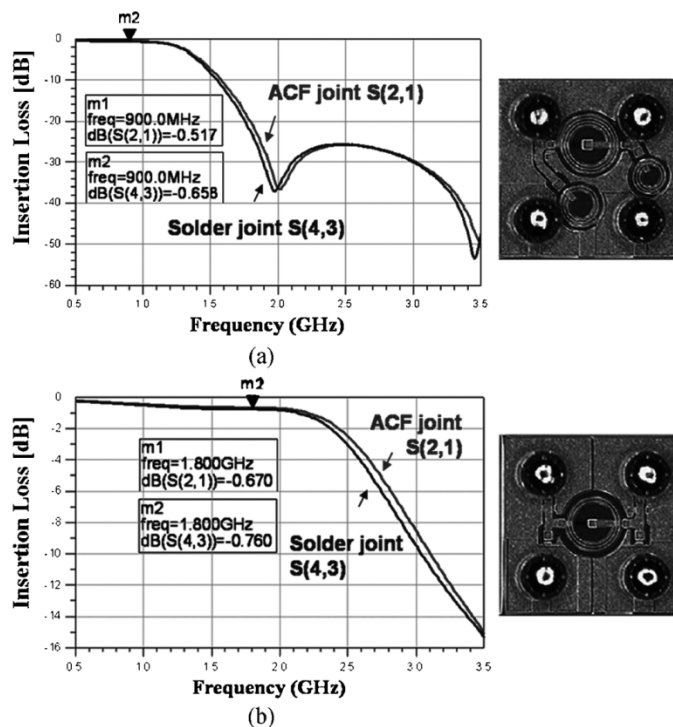 m2
Insertion Loss [dB]
0
-10
-20
-30
-40
-50
-60
ACF joint S(2,1)
m1
freq=900.0MHz
dB(S(2,1))=-0.517
m2
freq=900.0MHz
dB(S(4,3))=-0.658
Solder joint S(4,3)
0.5 1.0 1.5 2.0 2.5 3.0 3.5
Frequency (GHz)
(a)
m2
Insertion Loss [dB]
0
-2
-4
-6
-8
-10
-12
-14
-16
ACF joint
S(2,1)
m1
freq=1.800GHz
dB(S(2,1))=-0.670
m2
freq=1.800GHz
dB(S(4,3))=-0.760
Solder joint
S(4,3)
0.5 1.0 1.5 2.0 2.5 3.0 3.5
Frequency (GHz)
(b)